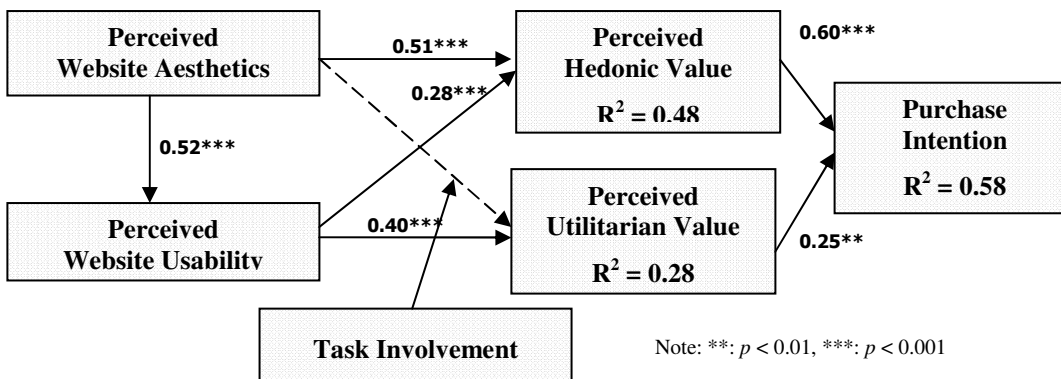 Perceived
Website Aesthetics
0.51***
Perceived
Hedonic Value
R² = 0.48
0.60***
0.28***
Purchase
Intention
R² = 0.58
0.52***
Perceived
Website Usability
0.40***
Perceived
Utilitarian Value
R² = 0.28
0.25**
Task Involvement
Note: **: p < 0.01, ***: p < 0.001